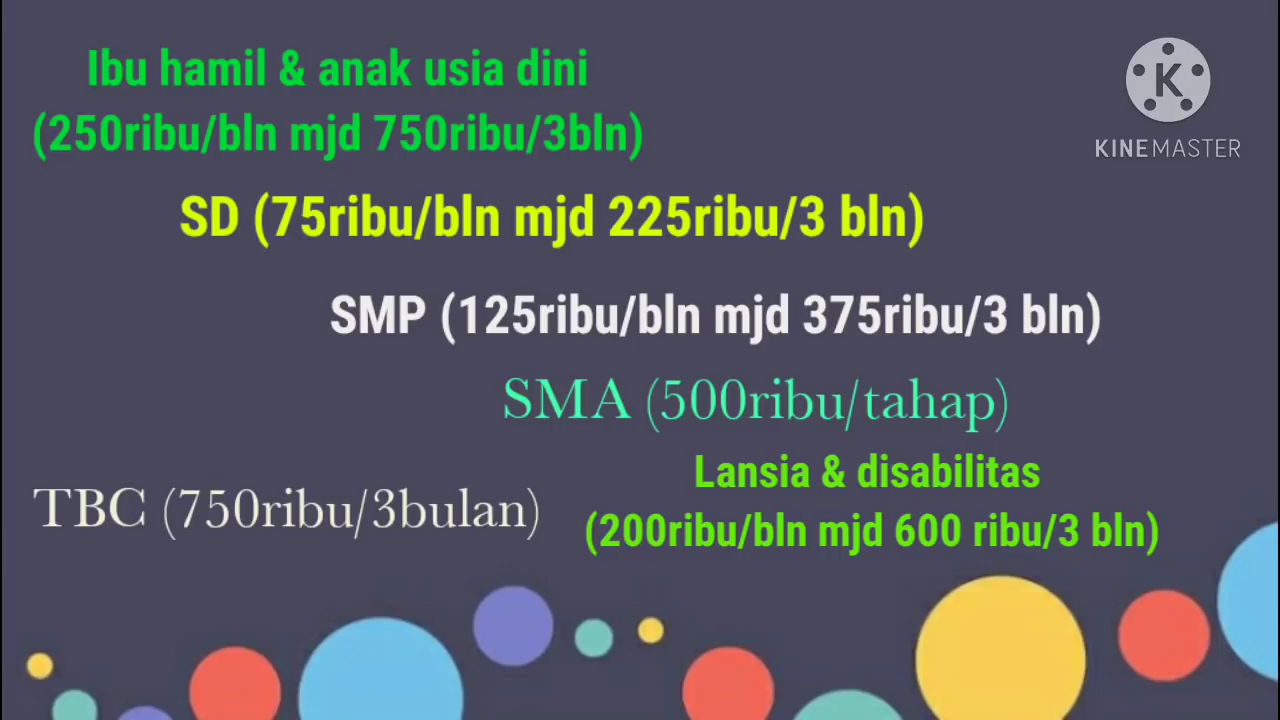 Ibu hamil & anak usia dini
(250ribu/bln mjd 750ribu/3bln)
K
KINEMASTER
SD (75ribu/bln mjd 225ribu/3 bln)
SMP (125ribu/bln mjd 375ribu/3 bln)
SMA (500ribu/tahap)
Lansia & disabilitas
(200ribu/bln mjd 600 ribu/3 bln)
TBC (750ribu/3bulan)